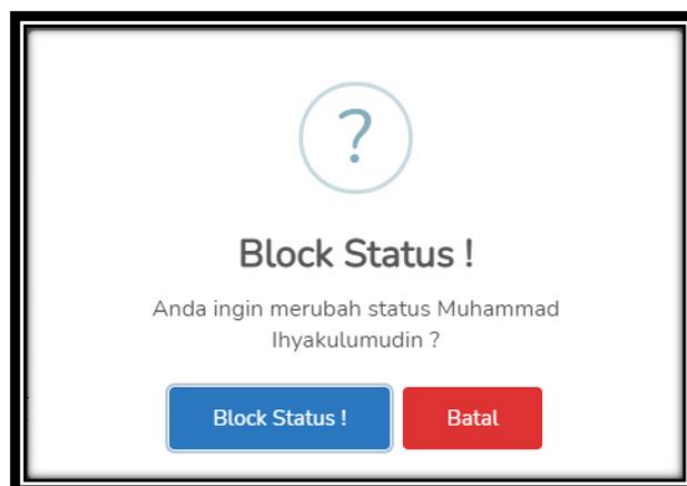 ?
Block Status !
Anda ingin merubah status Muhammad
Ihyakulumudin ?
Block Status ! Batal